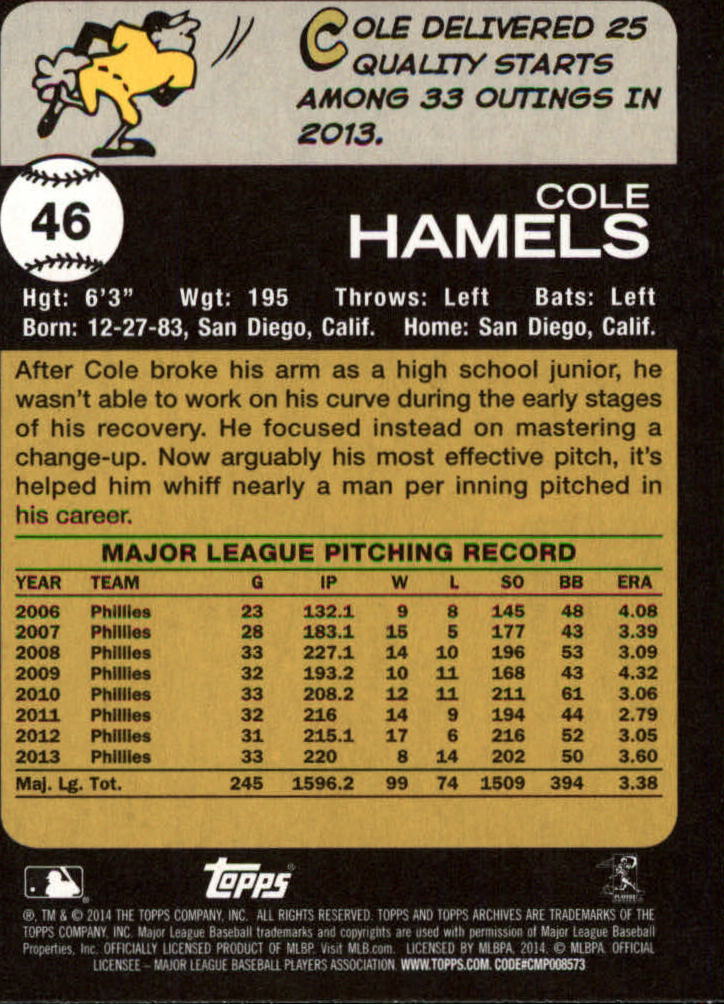 COLE DELIVERED 25
QUALITY STARTS
AMONG 33 OUTINGS IN
2013.
46
COLE
HAMELS
Hgt: 6'3" Wgt: 195 Throws: Left Bats: Left
Born: 12-27-83, San Diego, Calif. Home: San Diego, Calif.
After Cole broke his arm as a high school junior, he
wasn't able to work on his curve during the early stages
of his recovery. He focused instead on mastering a
change-up. Now arguably his most effective pitch, it's
helped him whiff nearly a man per inning pitched in
his career.
MAJOR LEAGUE PITCHING RECORD
YEAR TEAM G IP W L SO BB ERA
2006 Phillies 23 132.1 9 8 145 48 4.08
2007 Phillies 28 183.1 15 5 177 43 3.39
2008 Phillies 33 227.1 14 10 196 53 3.09
2009 Phillies 32 193.2 10 11 168 43 4.32
2010 Phillies 33 208.2 12 11 211 61 3.06
2011 Phillies 32 216 14 9 194 44 2.79
2012 Phillies 31 215.1 17 6 216 52 3.05
2013 Phillies 33 220 8 14 202 50 3.60
Maj. Lg. Tot. 245 1596.2 99 74 1509 394 3.38
topps®
®, TM & © 2014 THE TOPPS COMPANY, INC. ALL RIGHTS RESERVED. TOPPS AND TOPPS ARCHIVES ARE TRADEMARKS OF THE
TOPPS COMPANY, INC. Major League Baseball trademarks and copyrights are used with permission of Major League Baseball
Properties, Inc. OFFICIALLY LICENSED PRODUCT OF MLBP. Visit MLB.com. LICENSED BY MLBPA. 2014. © MLBPA. OFFICIAL
LICENSEE – MAJOR LEAGUE BASEBALL PLAYERS ASSOCIATION. WWW.TOPPS.COM. CODE#CMP008573